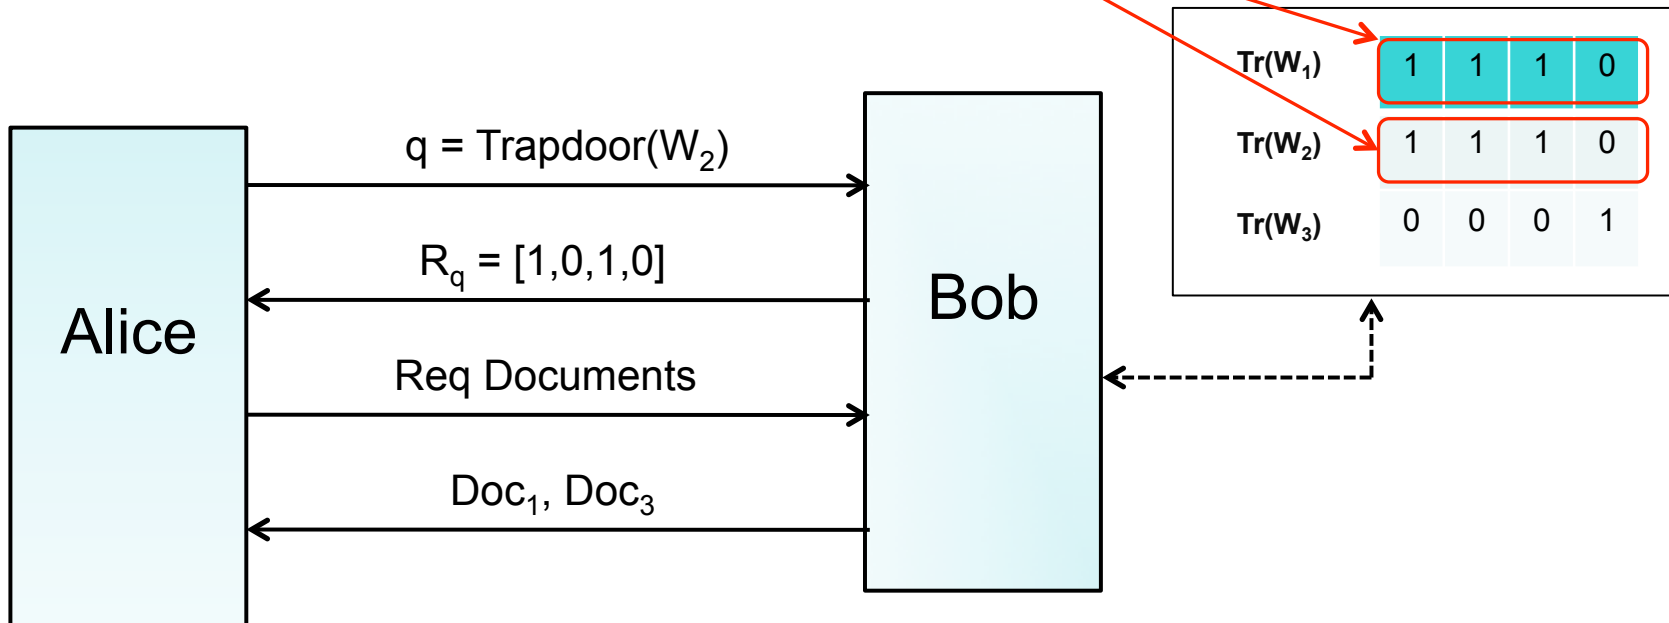 Tr(W₁) 1 1 1 0
Tr(W₂) 1 1 1 0
Tr(W₃) 0 0 0 1
q = Trapdoor(W₂)
R_q = [1,0,1,0]
Req Documents
Doc₁, Doc₃
Alice
Bob